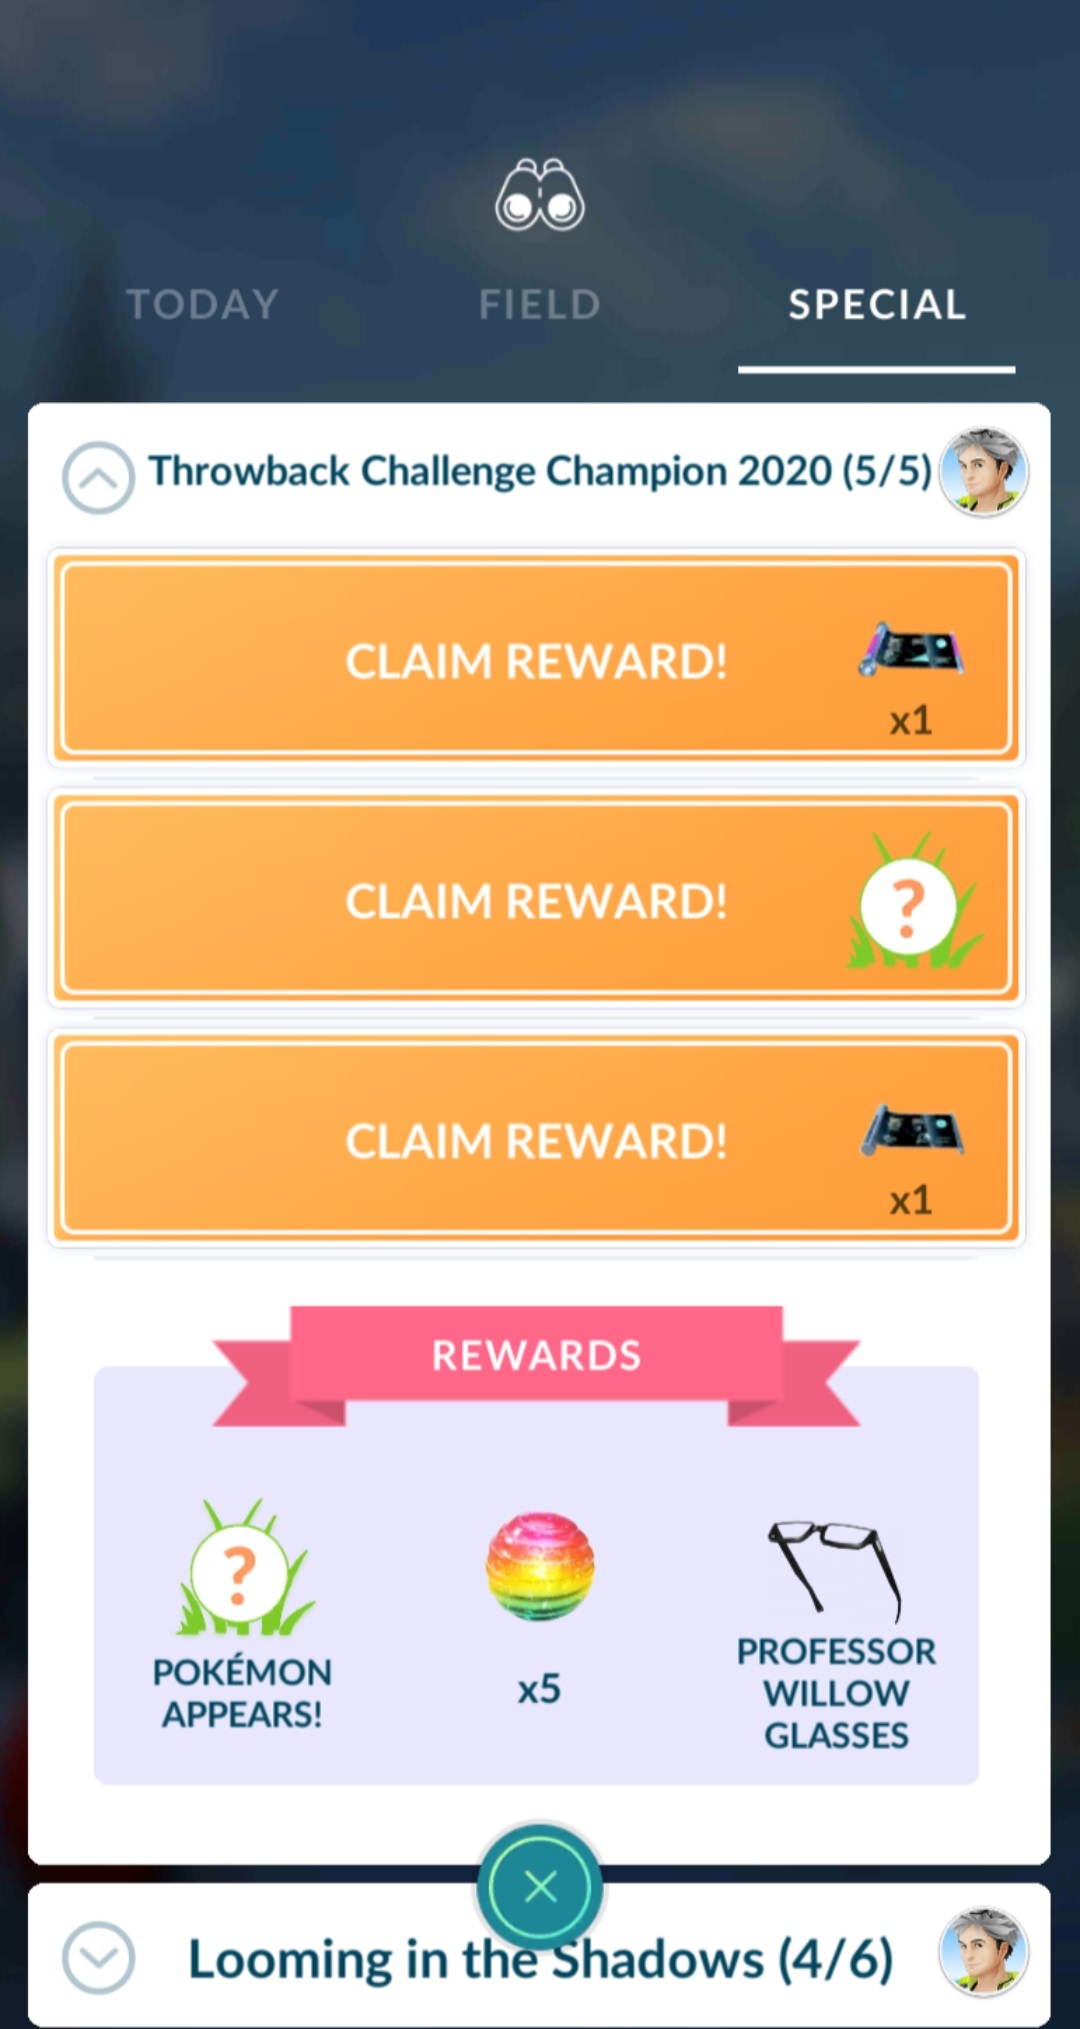 TODAY FIELD SPECIAL
Throwback Challenge Champion 2020 (5/5)
CLAIM REWARD!
x1
CLAIM REWARD!
?
CLAIM REWARD!
x1
REWARDS
?
POKÉMON
APPEARS!
x5
PROFESSOR
WILLOW
GLASSES
Looming in the Shadows (4/6)